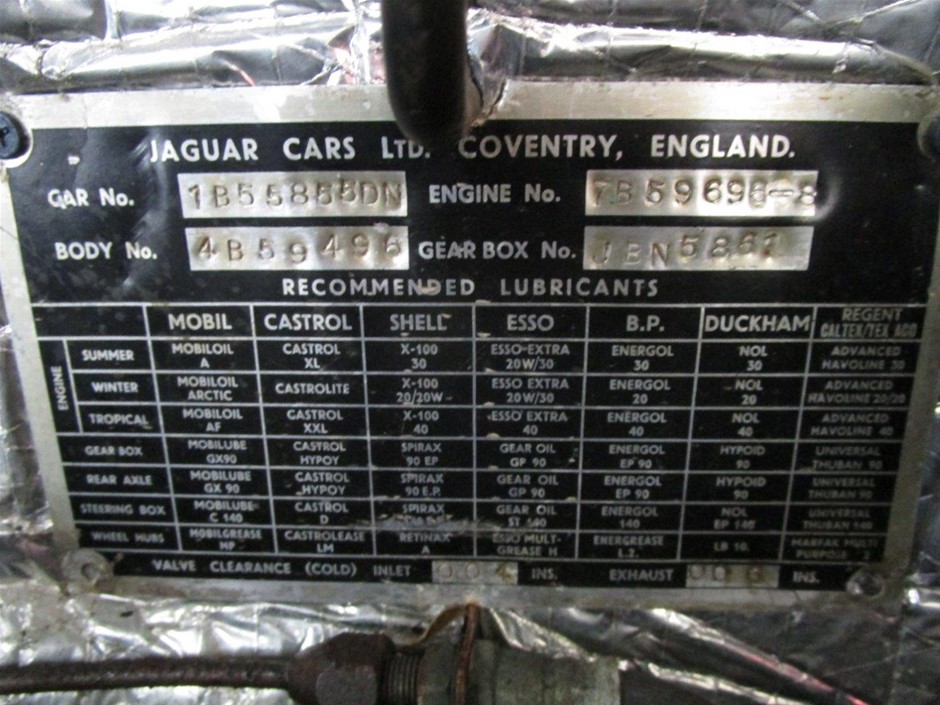 JAGUAR CARS LTD. COVENTRY, ENGLAND.
CAR No. 1B55855DN ENGINE No. 7B59696-8
BODY No. 4B59496 GEAR BOX No. JBN5861
RECOMMENDED LUBRICANTS
MOBIL CASTROL SHELL ESSO B.P. DUCKHAM REGENT CALTEX/TEXACO
ENGINE
SUMMER MOBILOIL A CASTROL XL X-100 30 ESSO EXTRA 20W/30 ENERGOL 30 NOL 30 ADVANCED HAVOLINE 30
WINTER MOBILOIL ARCTIC CASTROLITE X-100 20/20W ESSO EXTRA 20W/30 ENERGOL 20 NOL 20 ADVANCED HAVOLINE 20/20
TROPICAL MOBILOIL AF CASTROL XXL X-100 40 ESSO EXTRA 40 ENERGOL 40 NOL 40 ADVANCED HAVOLINE 40
GEAR BOX MOBILUBE GX90 CASTROL HYPOY SPIRAX 90 EP GEAR OIL GP 90 ENERGOL EP 90 HYPOID 90 UNIVERSAL THUBAN 90
REAR AXLE MOBILUBE GX 90 CASTROL HYPOY SPIRAX 90 E.P. GEAR OIL GP 90 ENERGOL EP 90 HYPOID 90 UNIVERSAL THUBAN 90
STEERING BOX MOBILUBE C 140 CASTROL D SPIRAX GEAR OIL ST 140 ENERGOL 140 NOL EP 140 UNIVERSAL THUBAN 140
WHEEL HUBS MOBILGREASE MP CASTROLEASE LM RETINAX A ESSO MULTI-GREASE H ENERGREASE L.2. LB 10. MARFAK MULTI PURPOSE 2
VALVE CLEARANCE (COLD) INLET 004 INS. EXHAUST 006 INS.